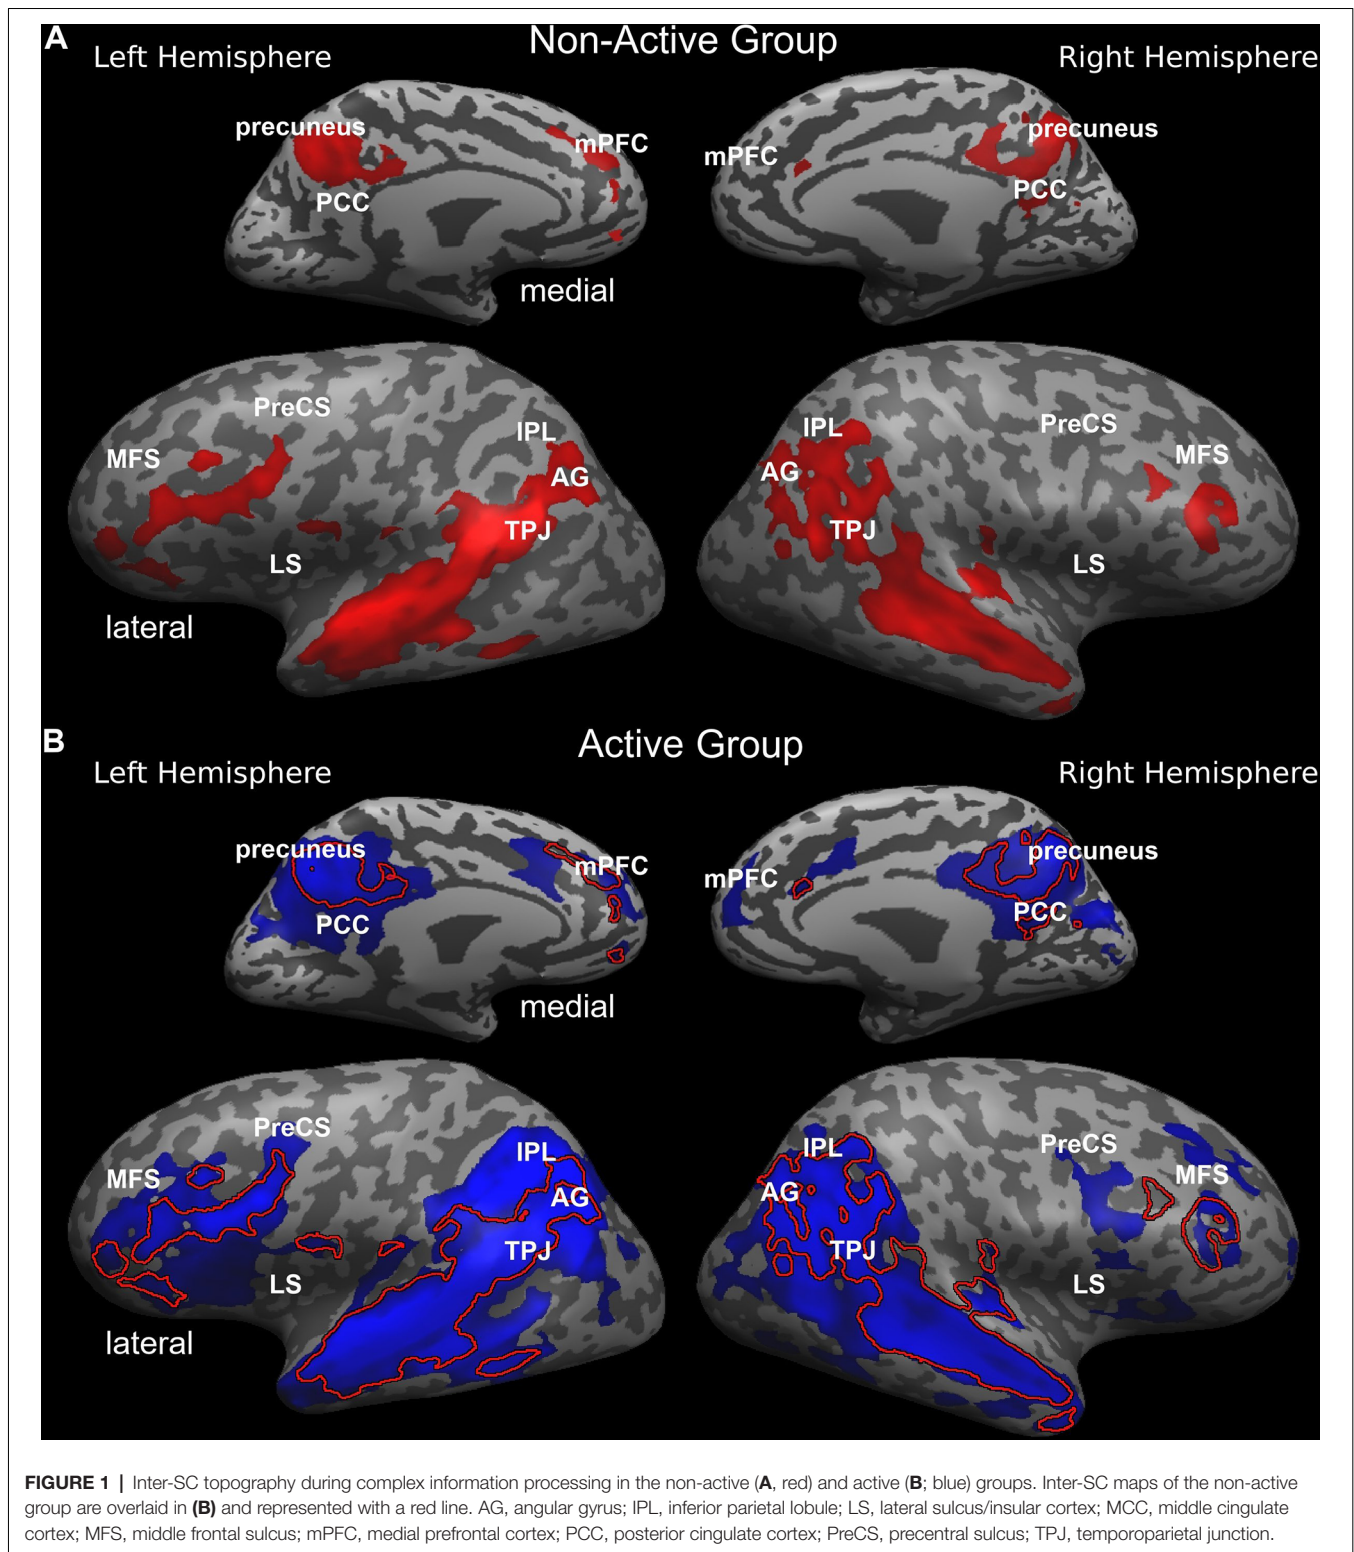 A
Non-Active Group
Left Hemisphere
Right Hemisphere
precuneus
mPFC
PCC
mPFC
precuneus
PCC
medial
PreCS
MFS
IPL
AG
TPJ
LS
lateral
IPL
AG
TPJ
PreCS
MFS
LS
B
Active Group
Left Hemisphere
Right Hemisphere
precuneus
mPFC
PCC
mPFC
precuneus
PCC
medial
PreCS
MFS
IPL
AG
TPJ
LS
lateral
IPL
AG
TPJ
PreCS
MFS
LS
FIGURE 1 | Inter-SC topography during complex information processing in the non-active (A, red) and active (B; blue) groups. Inter-SC maps of the non-active
group are overlaid in (B) and represented with a red line. AG, angular gyrus; IPL, inferior parietal lobule; LS, lateral sulcus/insular cortex; MCC, middle cingulate
cortex; MFS, middle frontal sulcus; mPFC, medial prefrontal cortex; PCC, posterior cingulate cortex; PreCS, precentral sulcus; TPJ, temporoparietal junction.